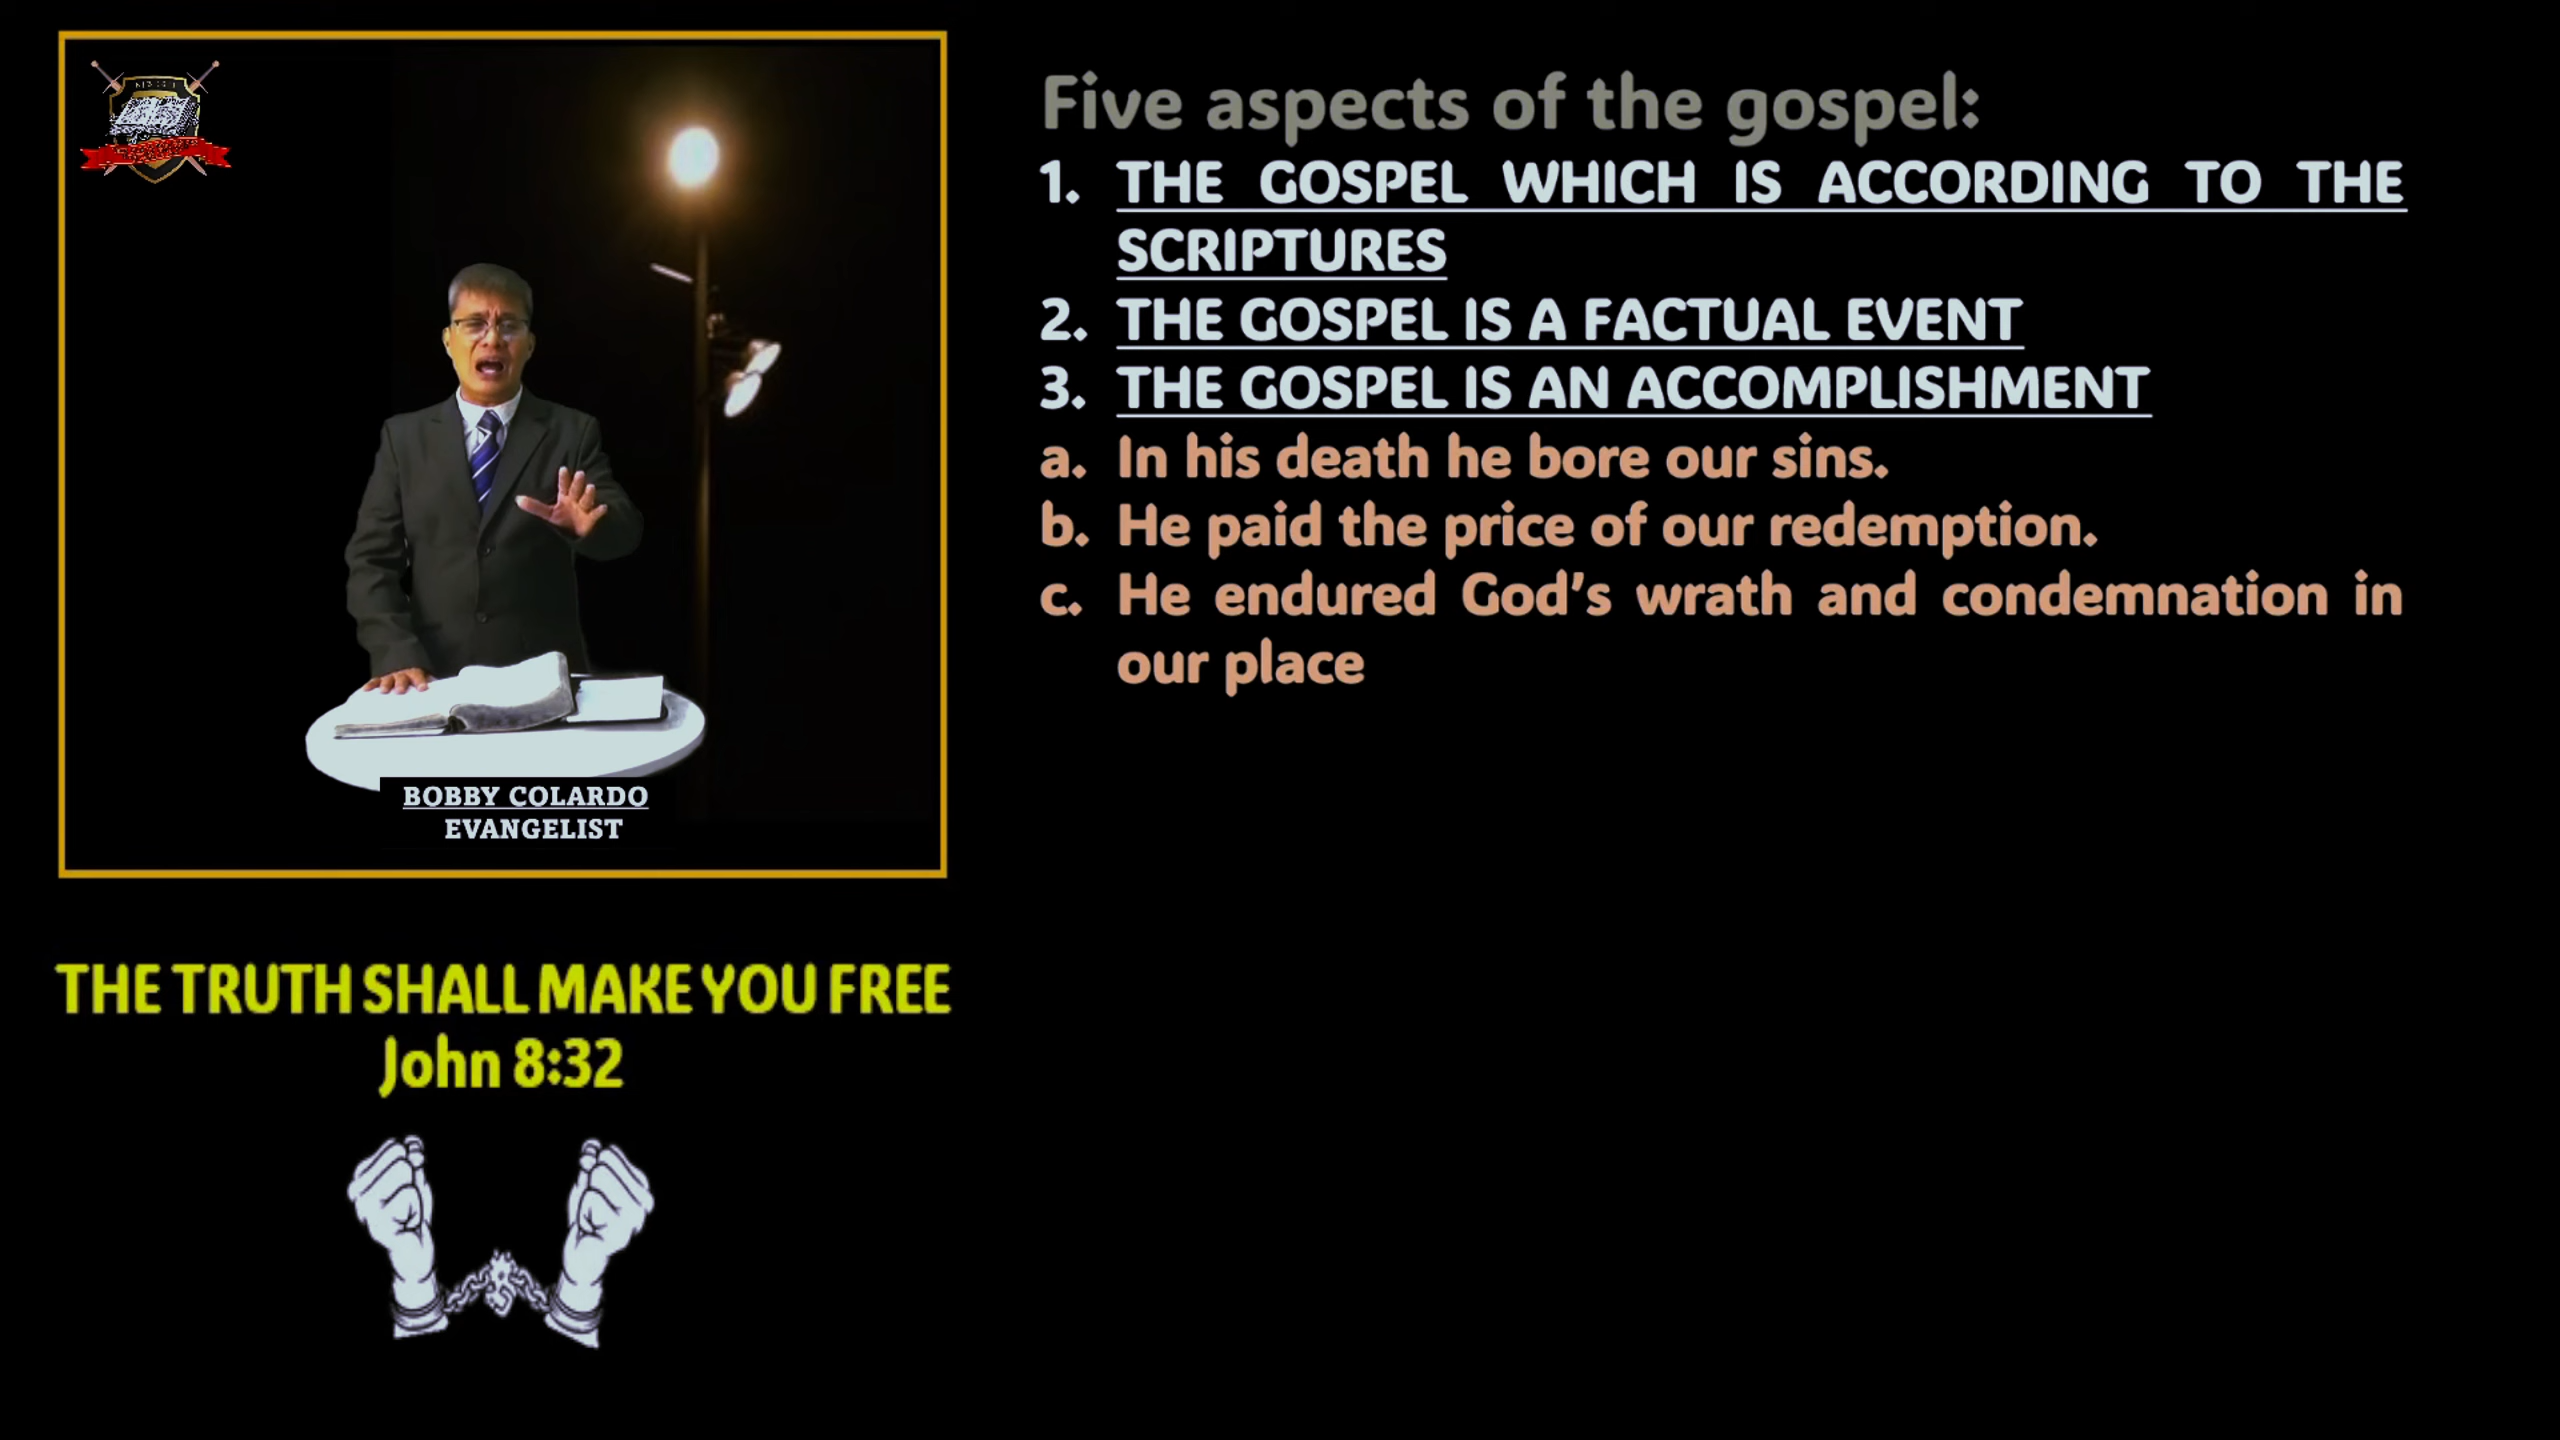 Five aspects of the gospel:
1. THE GOSPEL WHICH IS ACCORDING TO THE
SCRIPTURES
2. THE GOSPEL IS A FACTUAL EVENT
3. THE GOSPEL IS AN ACCOMPLISHMENT
a. In his death he bore our sins.
b. He paid the price of our redemption.
c. He endured God's wrath and condemnation in
our place
BOBBY COLARDO
EVANGELIST
THE TRUTH SHALL MAKE YOU FREE
John 8:32